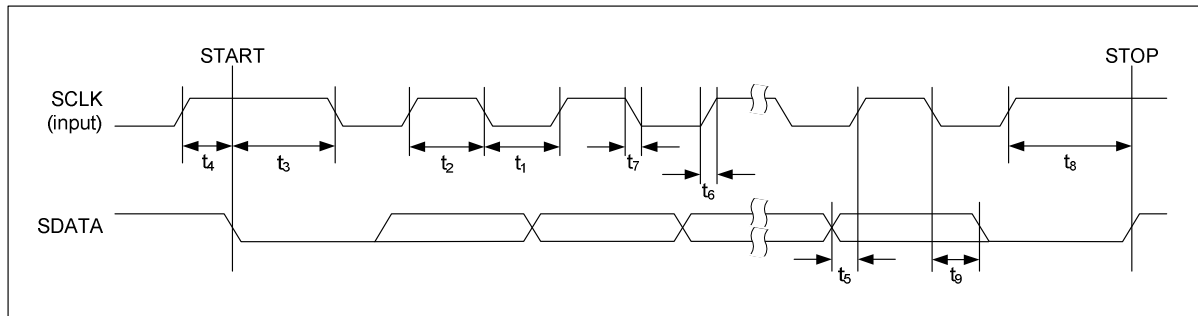 START
STOP
SCLK
(input)
t4
t3
t2
t1
t7
t6
t8
SDATA
t5
t9